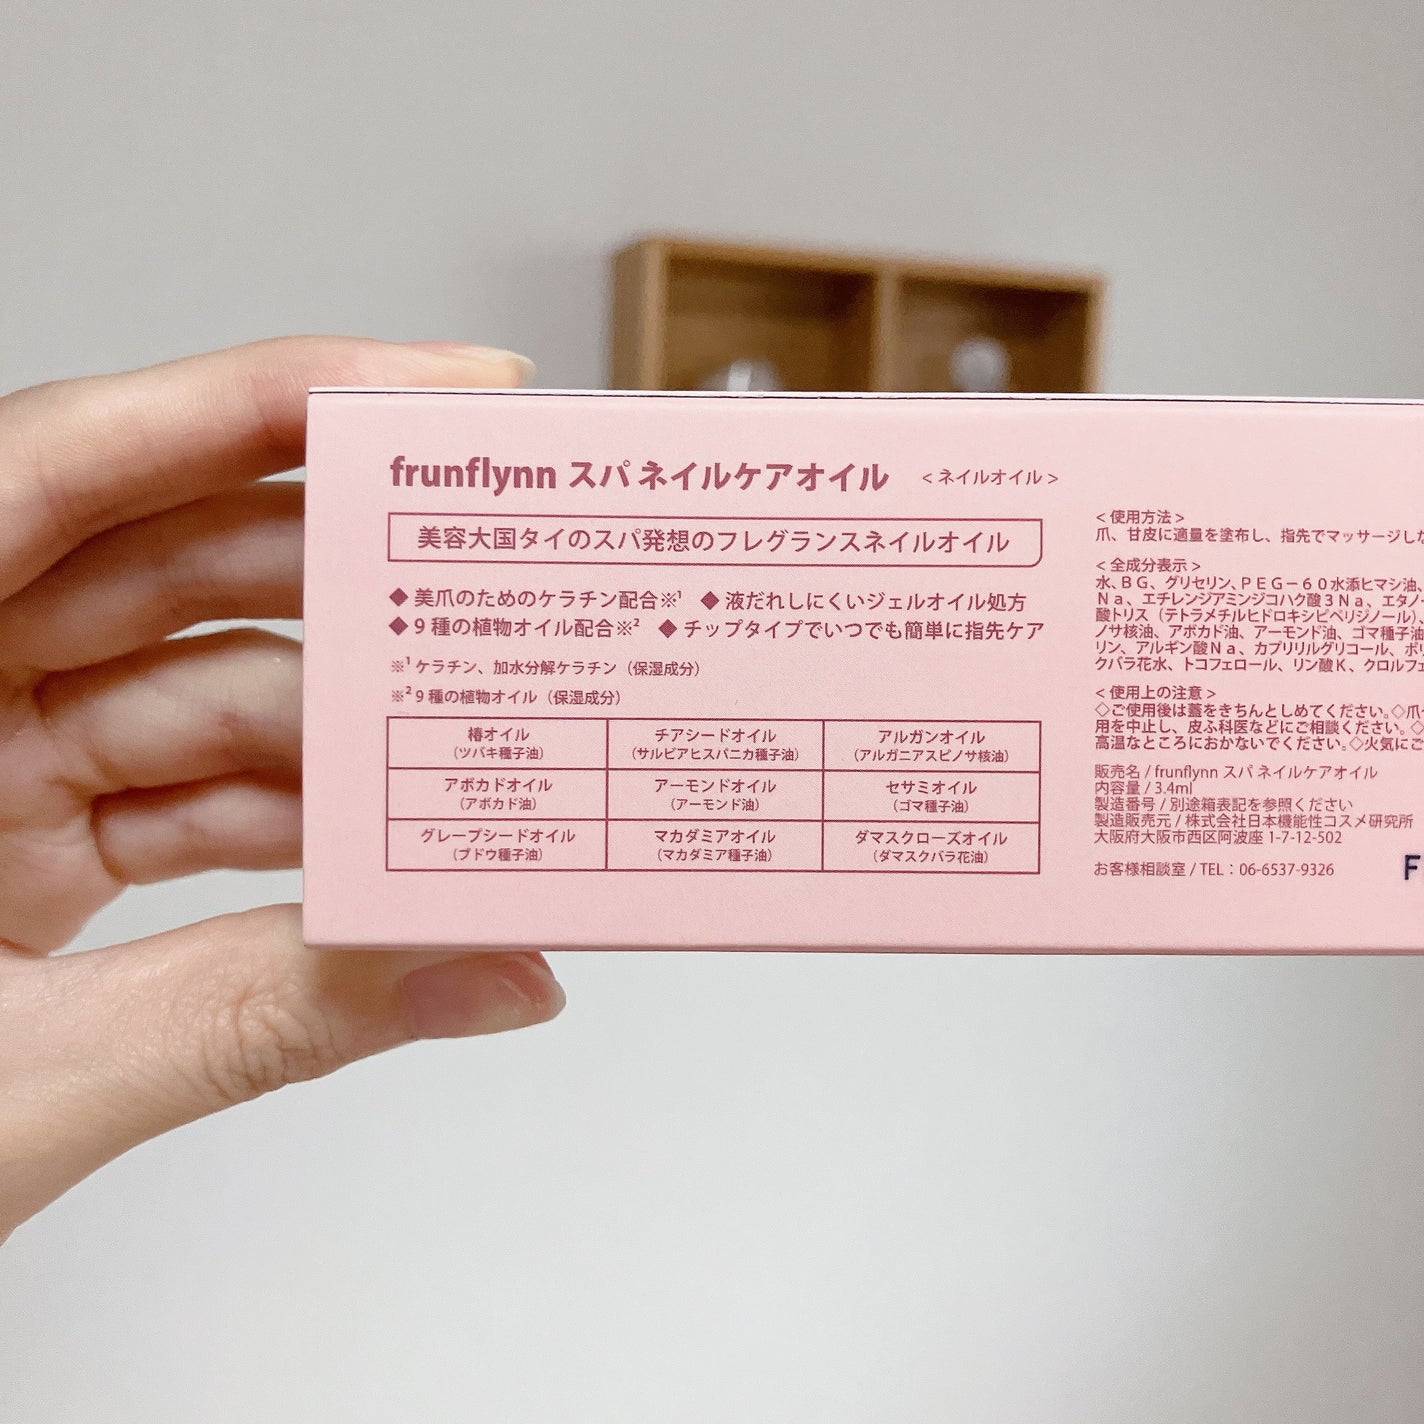 frunflynn スパ ネイルケアオイル ＜ネイルオイル＞
美容大国タイのスパ発想のフレグランスネイルオイル
◆美爪のためのケラチン配合※¹ ◆液だれしにくいジェルオイル処方
◆９種の植物オイル配合※² ◆チップタイプでいつでも簡単に指先ケア
※¹ ケラチン、加水分解ケラチン（保湿成分）
※² 9 種の植物オイル（保湿成分）
椿オイル
（ツバキ種子油）
チアシードオイル
（サルビアヒスパニカ種子油）
アルガンオイル
（アルガニアスピノサ核油）
アボカドオイル
（アボカド油）
アーモンドオイル
（アーモンド油）
セサミオイル
（ゴマ種子油）
グレープシードオイル
（ブドウ種子油）
マカダミアオイル
（マカダミア種子油）
ダマスクローズオイル
（ダマスクバラ花油）
＜使用方法＞
爪、甘皮に適量を塗布し、指先でマッサージしな
＜全成分表示＞
水、ＢＧ、グリセリン、ＰＥＧ－６０水添ヒマシ油、
Ｎａ、エチレンジアミンジコハク酸３Ｎａ、エタノー
酸トリス（テトラメチルヒドロキシピペリジノール）、
ノサ核油、アボカド油、アーモンド油、ゴマ種子油
リン、アルギン酸Ｎａ、カプリリルグリコール、ポリ
クバラ花水、トコフェロール、リン酸Ｋ、クロルフェ
＜使用上の注意＞
◇ご使用後は蓋をきちんとしめてください。◇爪
用を中止し、皮ふ科医などにご相談ください。◇
高温なところにおかないでください。◇火気にご
販売名 / frunflynn スパ ネイルケアオイル
内容量 / 3.4ml
製造番号 / 別途箱表記を参照ください
製造販売元 / 株式会社日本機能性コスメ研究所
大阪府大阪市西区阿波座 1-7-12-502
お客様相談室 / TEL：06-6537-9326
F